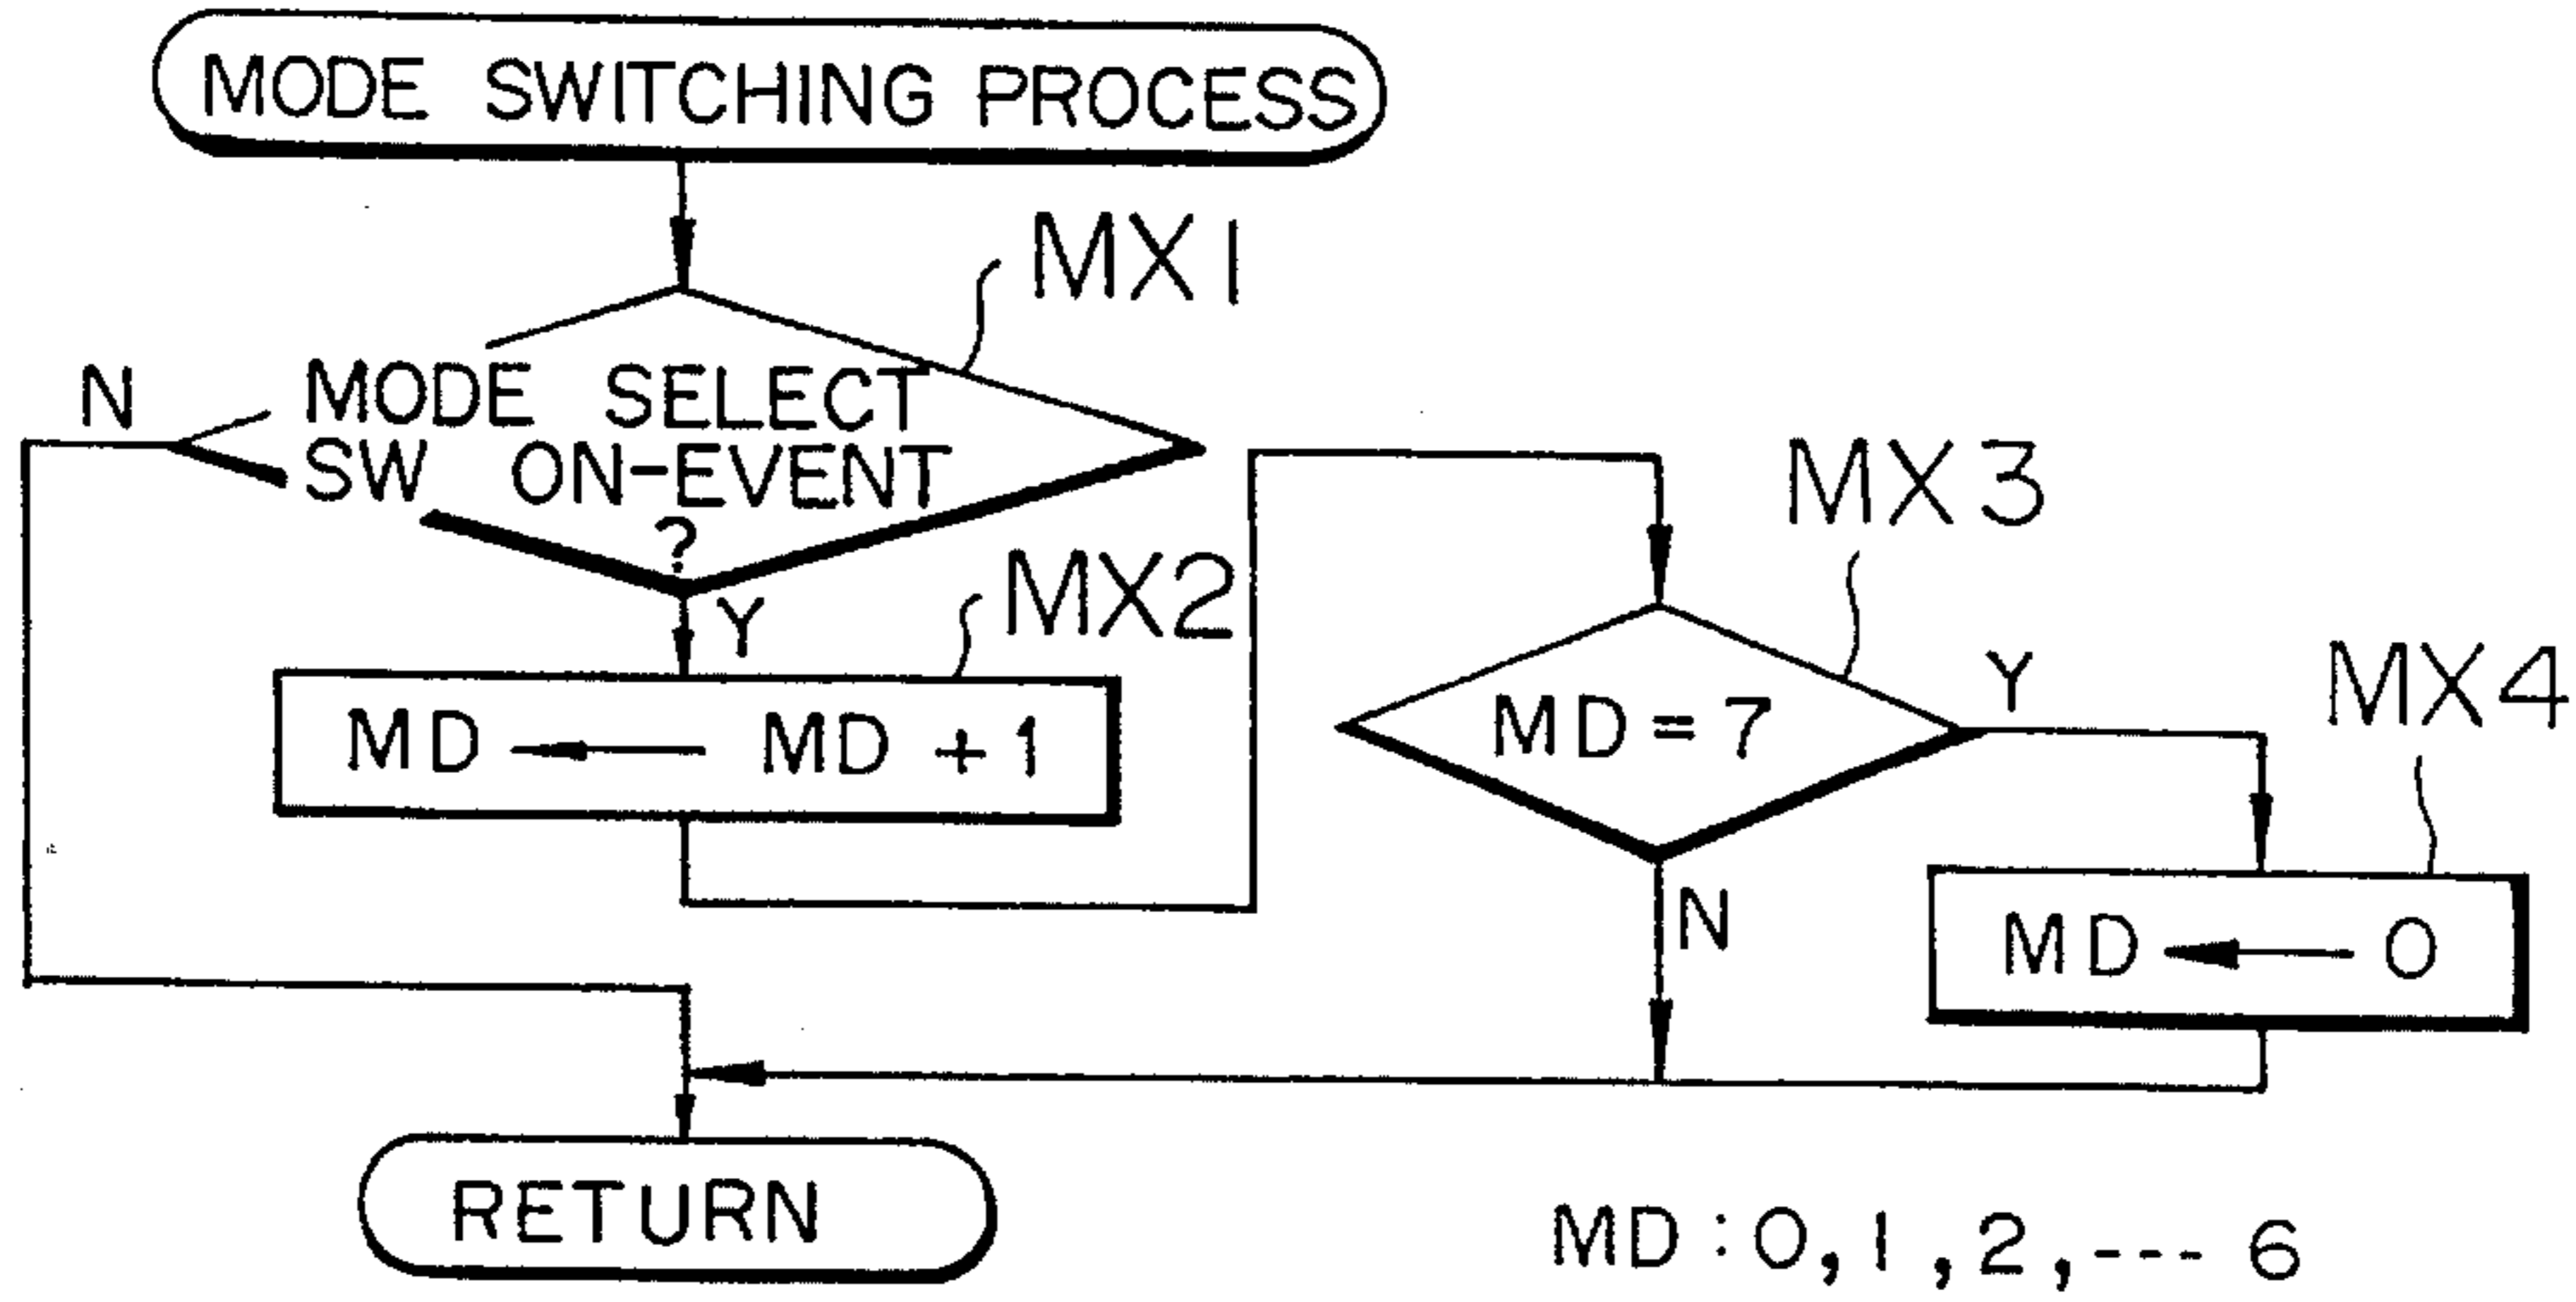 MODE SWITCHING PROCESS
MX1
N
MODE SELECT
SW ON-EVENT
?
Y
MX2
MD ← MD + 1
MX3
MD = 7
Y
N
MX4
MD ← 0
RETURN
MD : 0, 1, 2, --- 6